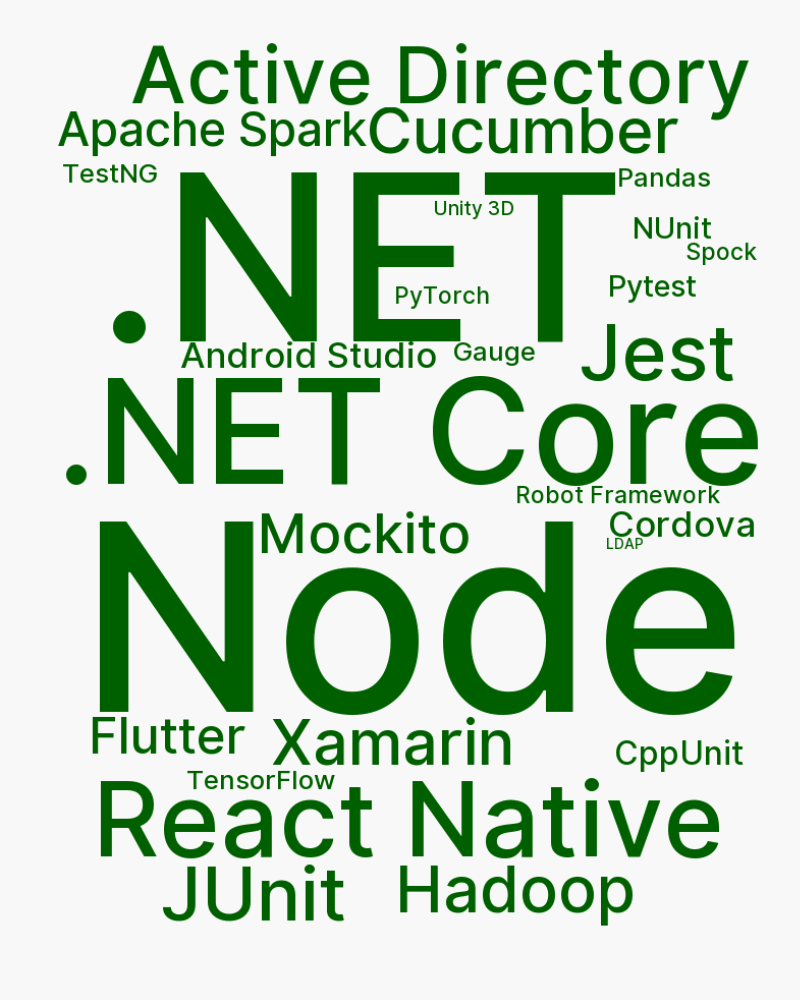 Active Directory
Apache Spark
Cucumber
TestNG
.NET
Pandas
Unity 3D
NUnit
Spock
PyTorch
Pytest
Android Studio
Gauge
Jest
.NET Core
Robot Framework
Mockito
Cordova
LDAP
Node
Flutter
Xamarin
CppUnit
TensorFlow
React Native
JUnit
Hadoop